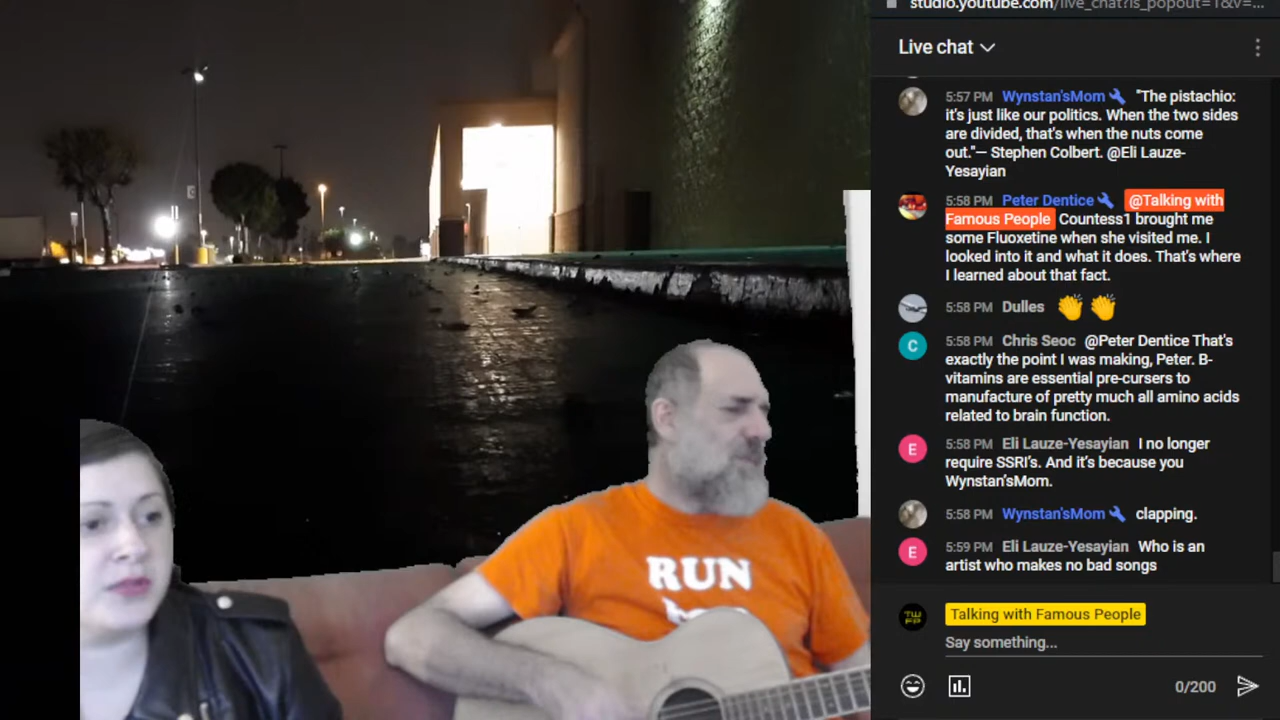 studio.youtube.com/live_chat?is_popout=1&v=...
Live chat
5:57 PM Wynstan'sMom "The pistachio:
it's just like our politics. When the two sides
are divided, that's when the nuts come
out."— Stephen Colbert. @Eli Lauze-
Yesayian
5:58 PM Peter Dentice @Talking with
Famous People Countess1 brought me
some Fluoxetine when she visited me. I
looked into it and what it does. That's where
I learned about that fact.
5:58 PM Dulles 👏 👏
C
5:58 PM Chris Seoc @Peter Dentice That's
exactly the point I was making, Peter. B-
vitamins are essential pre-cursers to
manufacture of pretty much all amino acids
related to brain function.
E
5:58 PM Eli Lauze-Yesayian I no longer
require SSRI's. And it's because you
Wynstan'sMom.
5:58 PM Wynstan'sMom clapping.
E
5:59 PM Eli Lauze-Yesayian Who is an
artist who makes no bad songs
TWFP
Talking with Famous People
Say something...
0/200
RUN